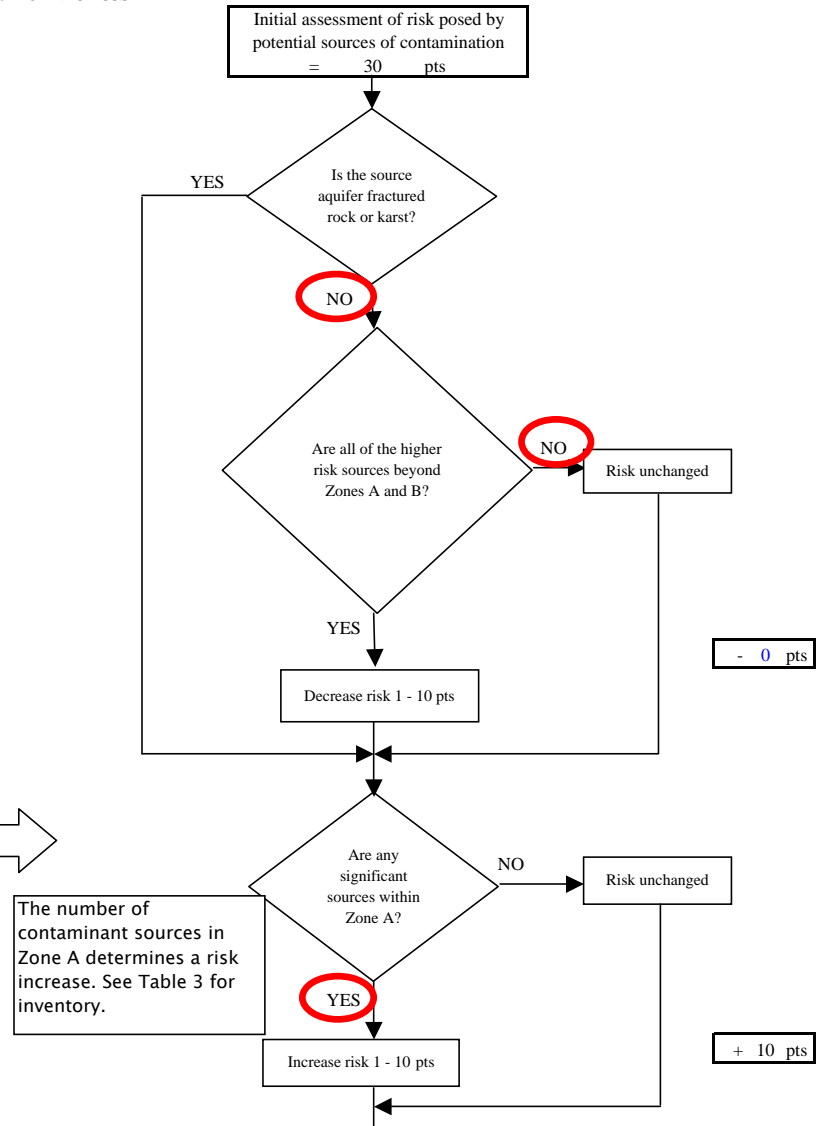 Initial assessment of risk posed by
potential sources of contamination
= 30 pts
YES
Is the source
aquifer fractured
rock or karst?
NO
Are all of the higher
risk sources beyond
Zones A and B?
NO
Risk unchanged
YES
- 0 pts
Decrease risk 1 - 10 pts
Are any
significant
sources within
Zone A?
NO
Risk unchanged
The number of
contaminant sources in
Zone A determines a risk
increase. See Table 3 for
inventory.
YES
Increase risk 1 - 10 pts
+ 10 pts